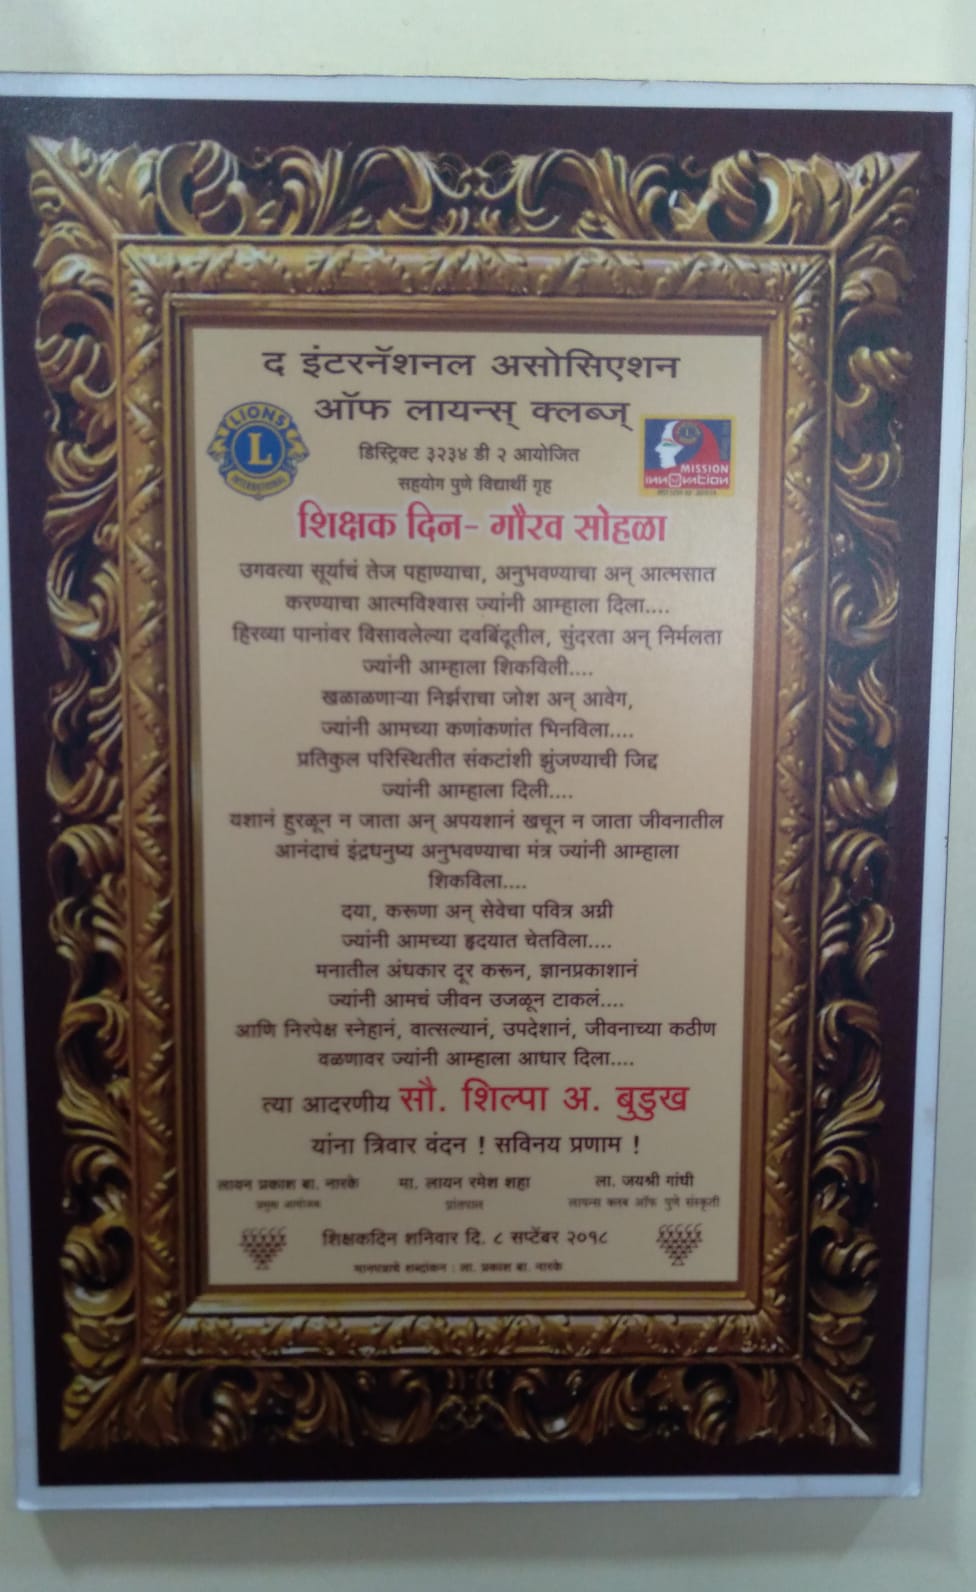 द इंटरनॅशनल असोसिएशन
ऑफ लायन्स् क्लब्ज्
LIONS
L
INTERNATIONAL
MISSION
INNOVATION
डिस्ट्रिक्ट ३२३४ डी २ आयोजित
सहयोग पुणे विद्यार्थी गृह
शिक्षक दिन- गौरव सोहळा
उगवत्या सूर्याचं तेज पहाण्याचा, अनुभवण्याचा अन् आत्मसात
करण्याचा आत्मविश्वास ज्यांनी आम्हाला दिला....
हिरव्या पानांवर विसावलेल्या दवबिंदूतील, सुंदरता अन् निर्मलता
ज्यांनी आम्हाला शिकविली....
खळाळणाऱ्या निर्झराचा जोश अन् आवेग,
ज्यांनी आमच्या कणांकणांत भिनविला....
प्रतिकुल परिस्थितीत संकटांशी झुंजण्याची जिद्द
ज्यांनी आम्हाला दिली....
यशानं हुरळून न जाता अन् अपयशानं खचून न जाता जीवनातील
आनंदाचं इंद्रधनुष्य अनुभवण्याचा मंत्र ज्यांनी आम्हाला
शिकविला....
दया, करूणा अन् सेवेचा पवित्र अग्नी
ज्यांनी आमच्या हृदयात चेतविला....
मनातील अंधकार दूर करून, ज्ञानप्रकाशानं
ज्यांनी आमचं जीवन उजळून टाकलं....
आणि निरपेक्ष स्नेहानं, वात्सल्यानं, उपदेशानं, जीवनाच्या कठीण
वळणावर ज्यांनी आम्हाला आधार दिला....
त्या आदरणीय सौ. शिल्पा अ. बुडुख
यांना त्रिवार वंदन ! सविनय प्रणाम !
लायन प्रकाश बा. नारके मा. लायन रमेश शहा ला. जयश्री गांधी
प्रमुख आयोजक प्रांतपाल लायन्स क्लब ऑफ पुणे संस्कृती
शिक्षकदिन शनिवार दि. ८ सप्टेंबर २०१८
मानपत्राचे शब्दांकन : ला. प्रकाश बा. नारके